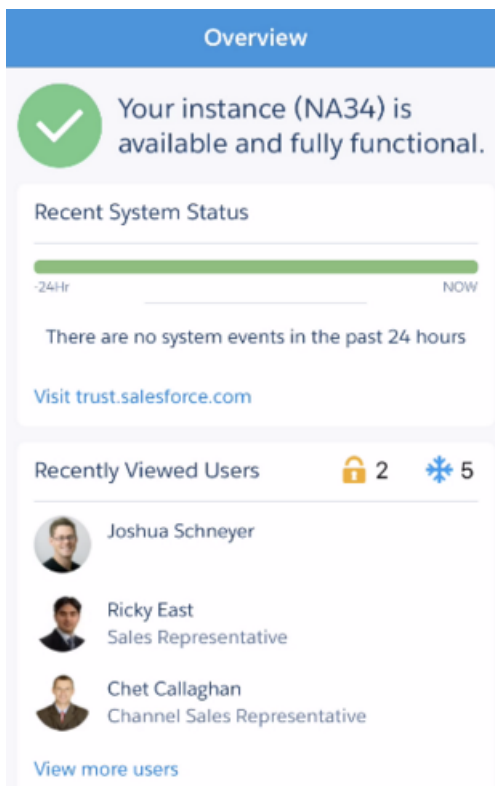 Overview
Your instance (NA34) is
available and fully functional.
Recent System Status
-24Hr NOW
There are no system events in the past 24 hours
Visit trust.salesforce.com
Recently Viewed Users 2 5
Joshua Schneyer
Ricky East
Sales Representative
Chet Callaghan
Channel Sales Representative
View more users